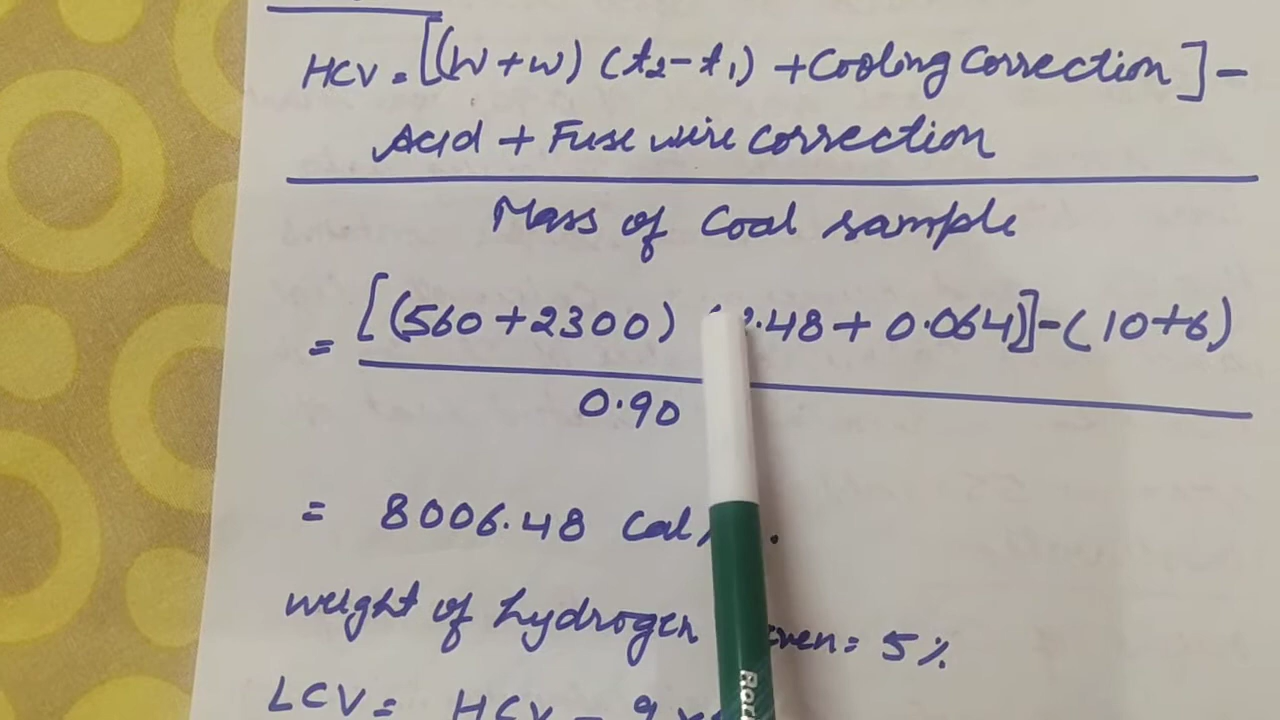 HCV = [(W+w) (t2-t1) + Cooling Correction] -
Acid + Fuse wire correction
Mass of Coal sample
= [(560+2300) .48 + 0.064)] - (10+6)
0.90
= 8006.48 Cal
weight of hydrogen = 5%
LCV = HCV - 9